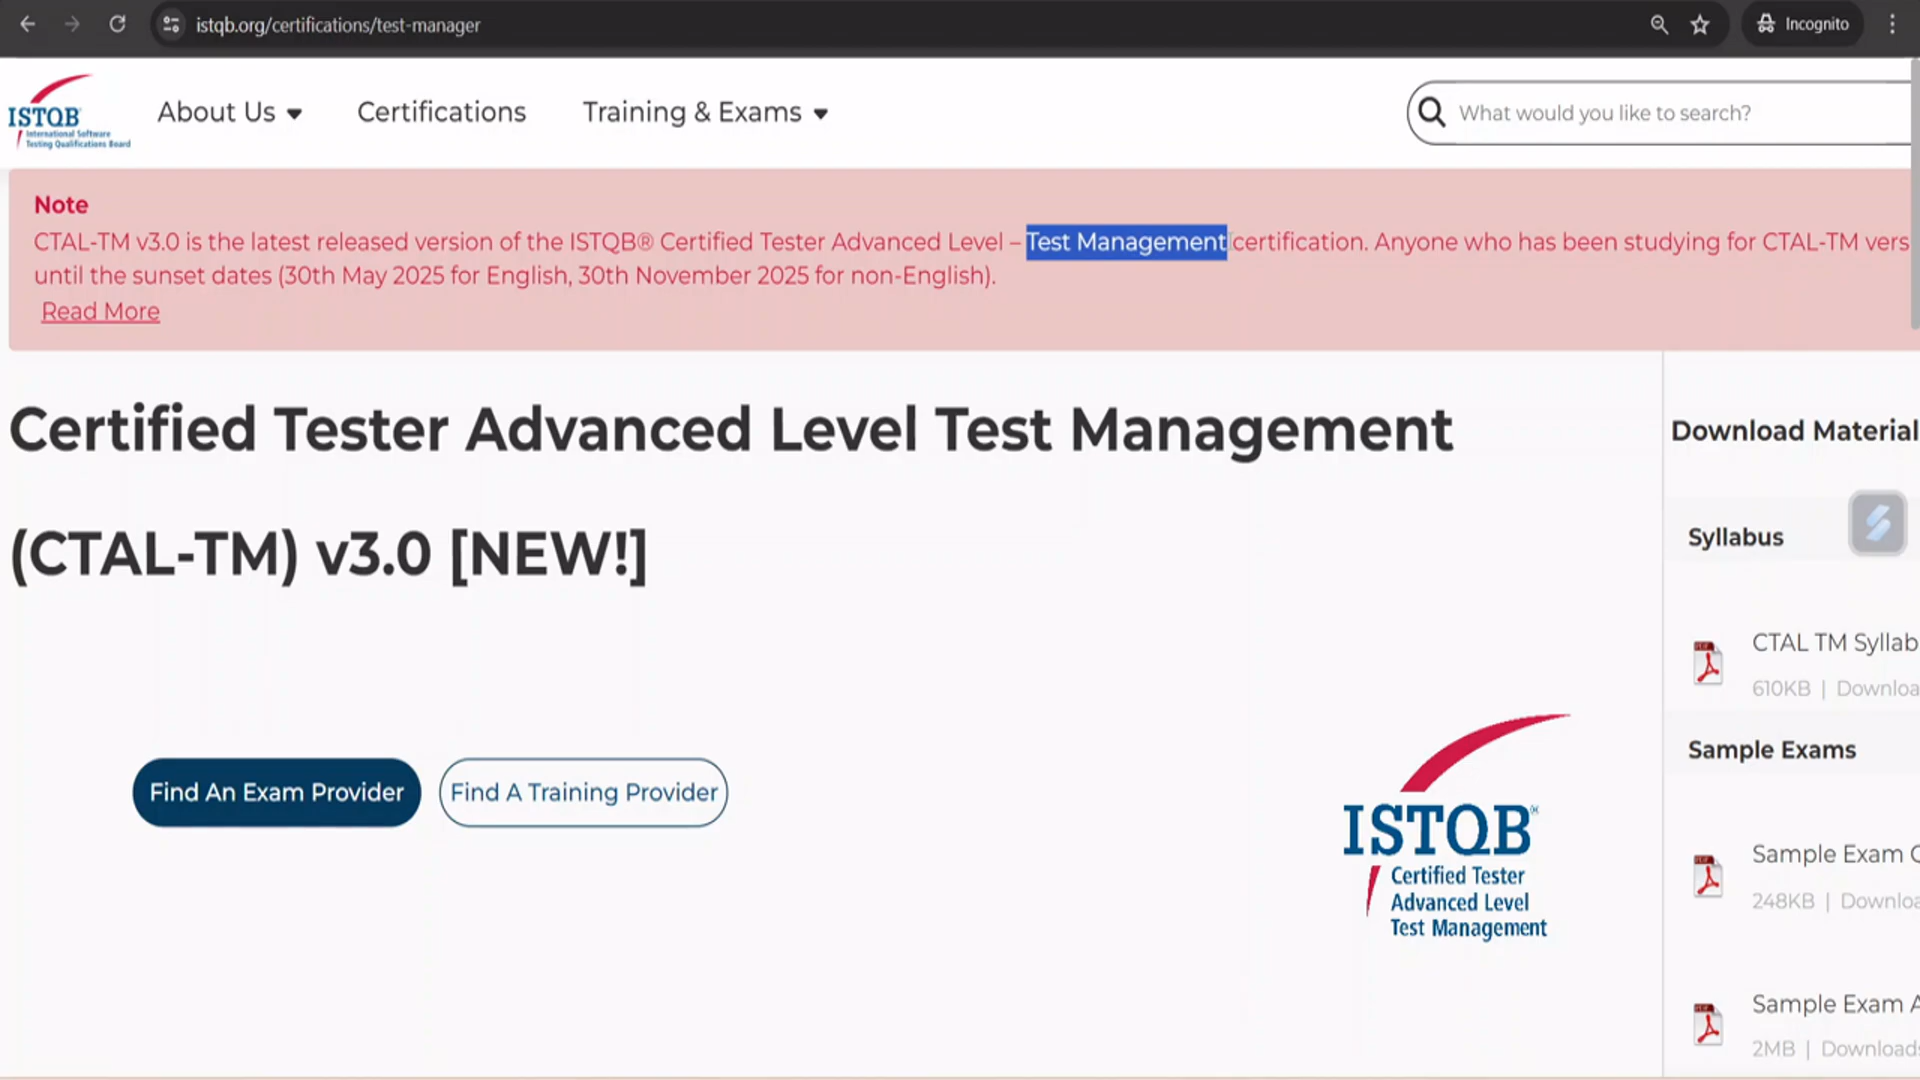 istqb.org/certifications/test-manager
Incognito
ISTQB
International Software
Testing Qualifications Board
About Us
Certifications
Training & Exams
What would you like to search?
Note
CTAL-TM v3.0 is the latest released version of the ISTQB® Certified Tester Advanced Level – Test Management certification. Anyone who has been studying for CTAL-TM vers
until the sunset dates (30th May 2025 for English, 30th November 2025 for non-English).
Read More
Certified Tester Advanced Level Test Management
(CTAL-TM) v3.0 [NEW!]
Find An Exam Provider
Find A Training Provider
ISTQB
Certified Tester
Advanced Level
Test Management
Download Material
Syllabus
CTAL TM Syllab
610KB | Downloa
Sample Exams
Sample Exam
248KB | Downloa
Sample Exam A
2MB | Downloads